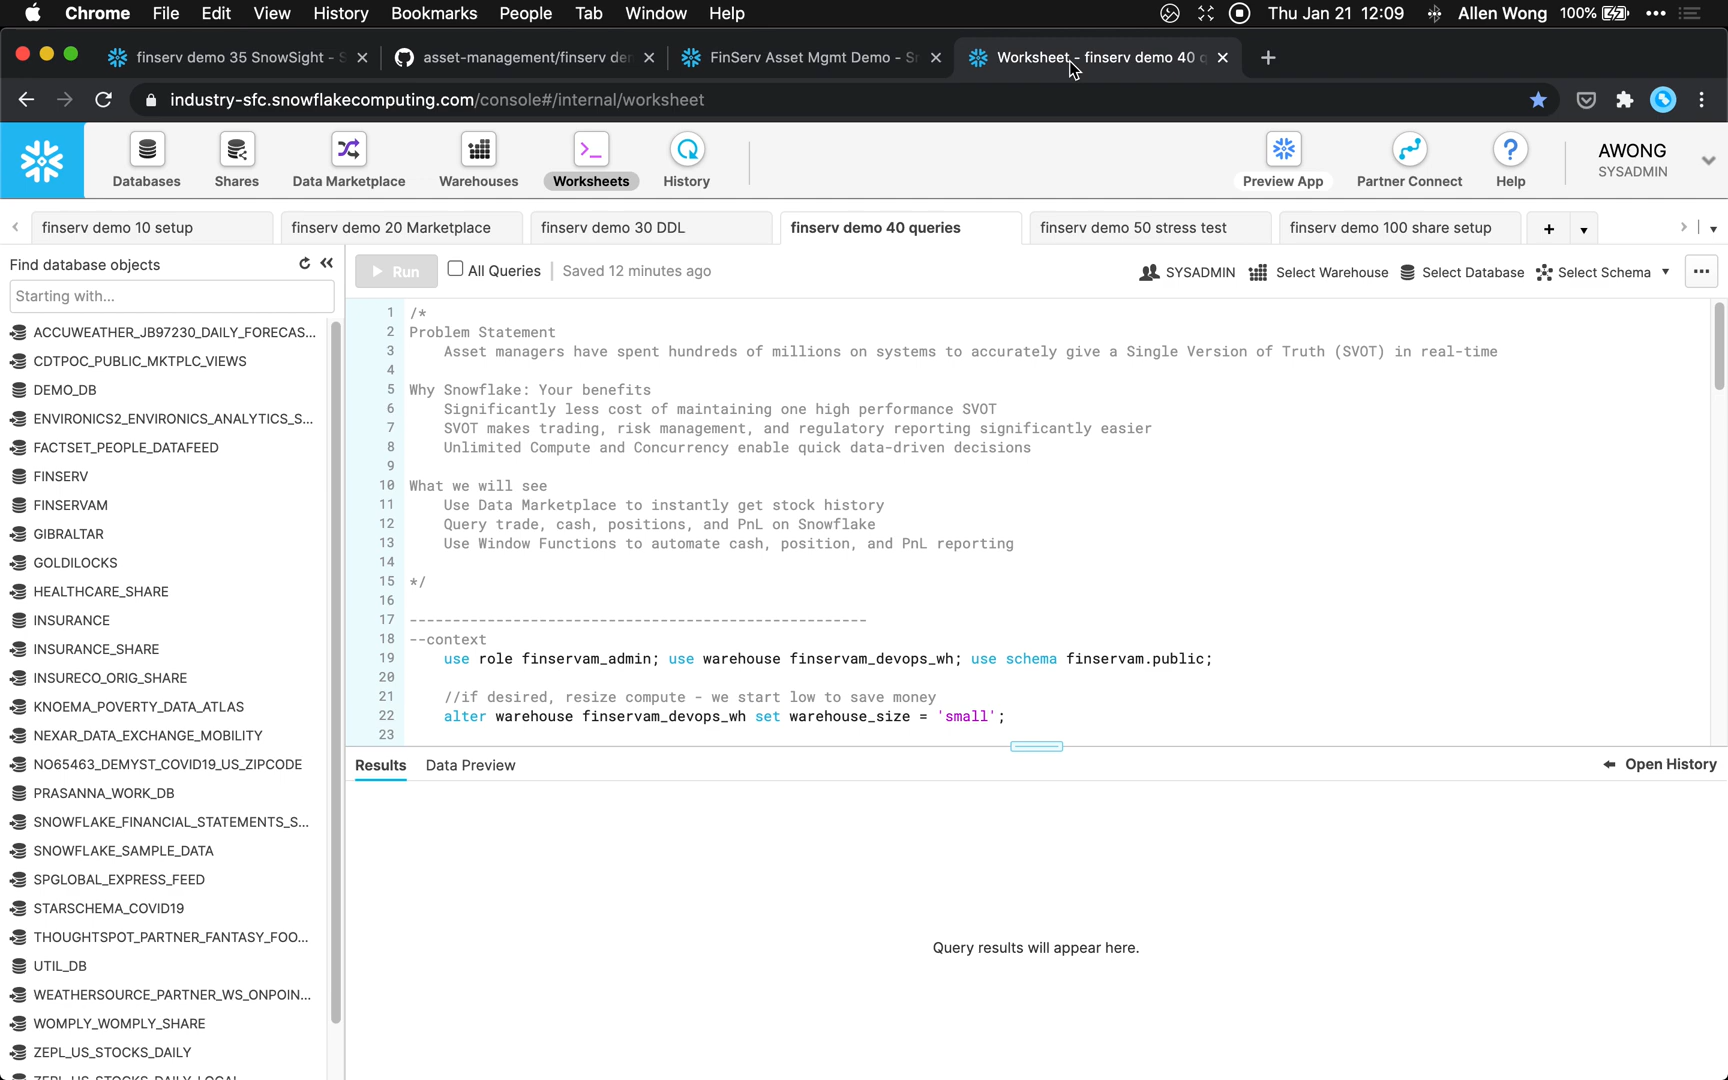 Chrome File Edit View History Bookmarks People Tab Window Help Thu Jan 21 12:09 Allen Wong 100%
finserv demo 35 SnowSight - S asset-management/finserv de FinServ Asset Mgmt Demo - Sn Worksheet - finserv demo 40 q
industry-sfc.snowflakecomputing.com/console#/internal/worksheet
Databases Shares Data Marketplace Warehouses Worksheets History Preview App Partner Connect Help
AWONG
SYSADMIN
finserv demo 10 setup finserv demo 20 Marketplace finserv demo 30 DDL finserv demo 40 queries finserv demo 50 stress test finserv demo 100 share setup
Find database objects
Starting with...
ACCUWEATHER_JB97230_DAILY_FORECAS...
CDTPOC_PUBLIC_MKTPLC_VIEWS
DEMO_DB
ENVIRONICS2_ENVIRONICS_ANALYTICS_S...
FACTSET_PEOPLE_DATAFEED
FINSERV
FINSERVAM
GIBRALTAR
GOLDILOCKS
HEALTHCARE_SHARE
INSURANCE
INSURANCE_SHARE
INSURECO_ORIG_SHARE
KNOEMA_POVERTY_DATA_ATLAS
NEXAR_DATA_EXCHANGE_MOBILITY
NO65463_DEMYST_COVID19_US_ZIPCODE
PRASANNA_WORK_DB
SNOWFLAKE_FINANCIAL_STATEMENTS_S...
SNOWFLAKE_SAMPLE_DATA
SPGLOBAL_EXPRESS_FEED
STARSCHEMA_COVID19
THOUGHTSPOT_PARTNER_FANTASY_FOO...
UTIL_DB
WEATHERSOURCE_PARTNER_WS_ONPOIN...
WOMPLY_WOMPLY_SHARE
ZEPL_US_STOCKS_DAILY
Run All Queries Saved 12 minutes ago SYSADMIN Select Warehouse Select Database Select Schema
1 /*
2 Problem Statement
3 Asset managers have spent hundreds of millions on systems to accurately give a Single Version of Truth (SVOT) in real-time
4
5 Why Snowflake: Your benefits
6 Significantly less cost of maintaining one high performance SVOT
7 SVOT makes trading, risk management, and regulatory reporting significantly easier
8 Unlimited Compute and Concurrency enable quick data-driven decisions
9
10 What we will see
11 Use Data Marketplace to instantly get stock history
12 Query trade, cash, positions, and PnL on Snowflake
13 Use Window Functions to automate cash, position, and PnL reporting
14
15 */
16
17 -----------------------------------------------------
18 --context
19 use role finservam_admin; use warehouse finservam_devops_wh; use schema finservam.public;
20
21 //if desired, resize compute - we start low to save money
22 alter warehouse finservam_devops_wh set warehouse_size = 'small';
23
Results Data Preview Open History
Query results will appear here.